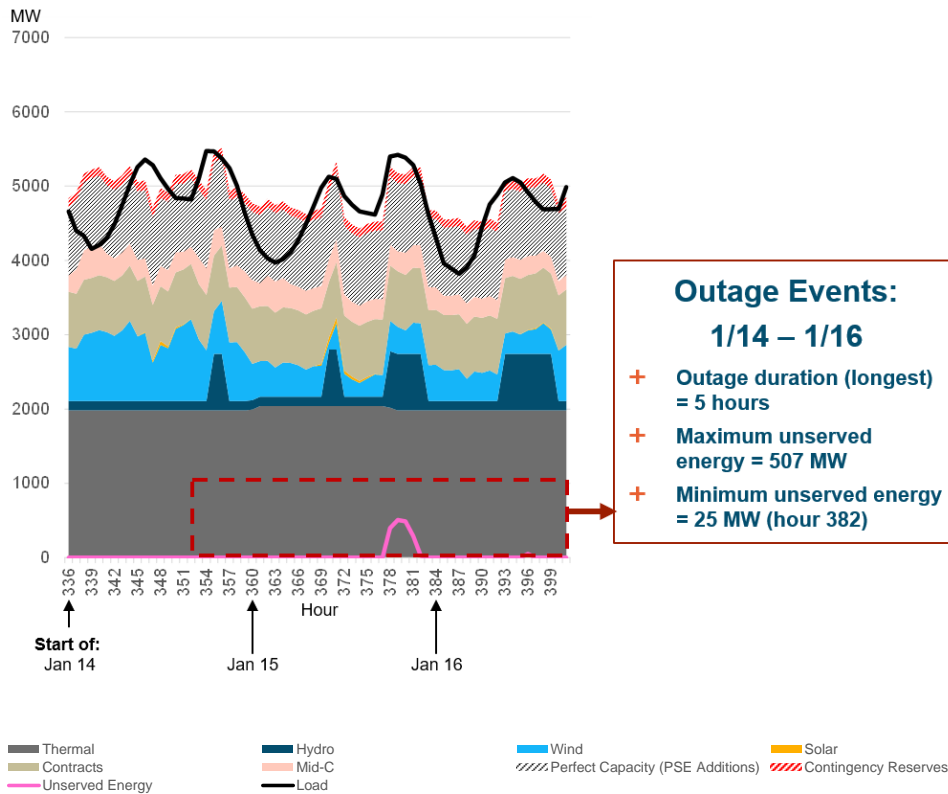 MW
7000
6000
5000
4000
3000
2000
1000
0
336
339
342
345
348
351
354
357
360
363
366
369
372
375
378
381
384
387
390
393
396
399
Hour
Start of:
Jan 14
Jan 15
Jan 16
Outage Events:
1/14 – 1/16
+ Outage duration (longest)
= 5 hours
+ Maximum unserved
energy = 507 MW
+ Minimum unserved energy
= 25 MW (hour 382)
Thermal
Hydro
Wind
Solar
Contracts
Mid-C
Perfect Capacity (PSE Additions)
Contingency Reserves
Unserved Energy
Load